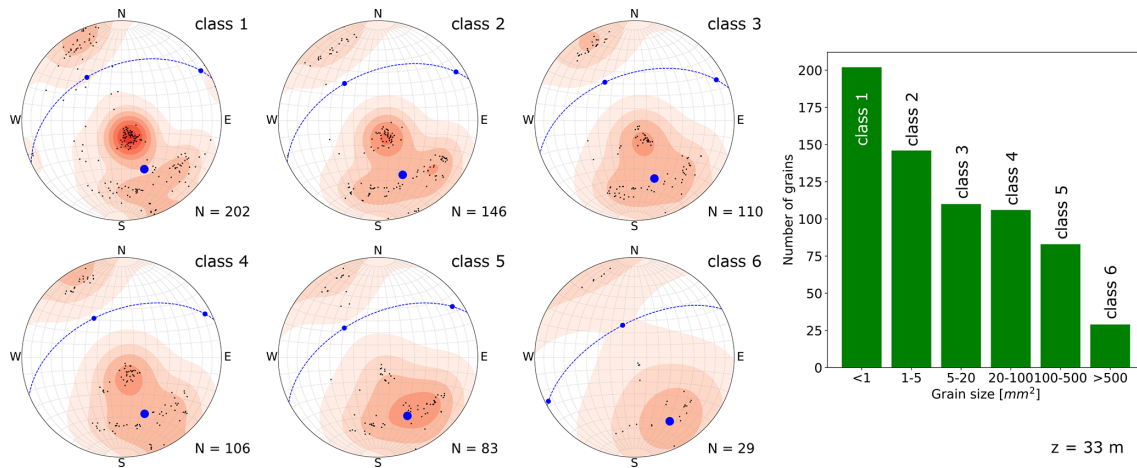 N
class 1
W
E
S
N = 202
N
class 2
W
E
S
N = 146
N
class 3
W
E
S
N = 110
N
class 4
W
E
S
N = 106
N
class 5
W
E
S
N = 83
N
class 6
W
E
S
N = 29
Number of grains
200
175
150
125
100
75
50
25
0
class 1
class 2
class 3
class 4
class 5
class 6
<1
1-5
5-20
20-100
100-500
>500
Grain size [mm²]
z = 33 m